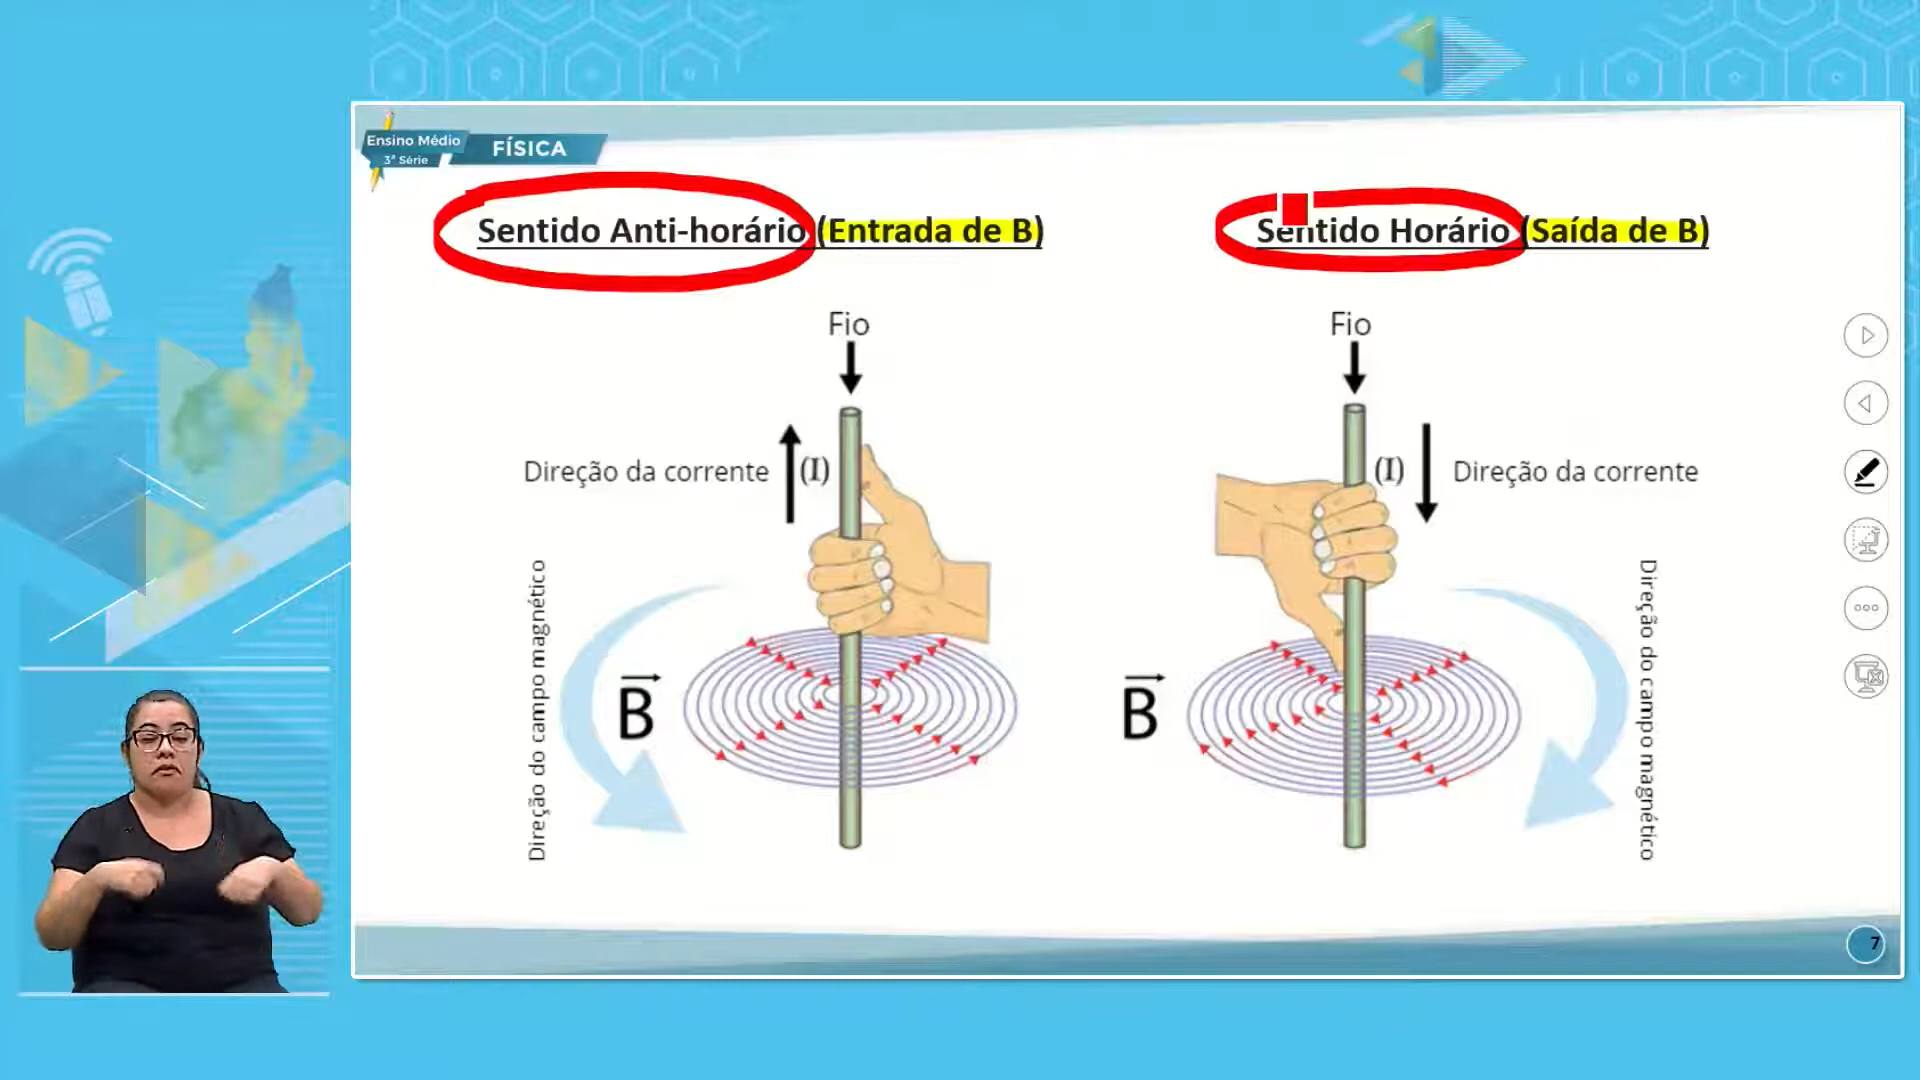 Ensino Médio
3ª Série
FÍSICA
Sentido Anti-horário (Entrada de B)
Sentido Horário (Saída de B)
Fio
Fio
Direção da corrente
(I)
(I)
Direção da corrente
Direção do campo magnético
Direção do campo magnético
B
B
7